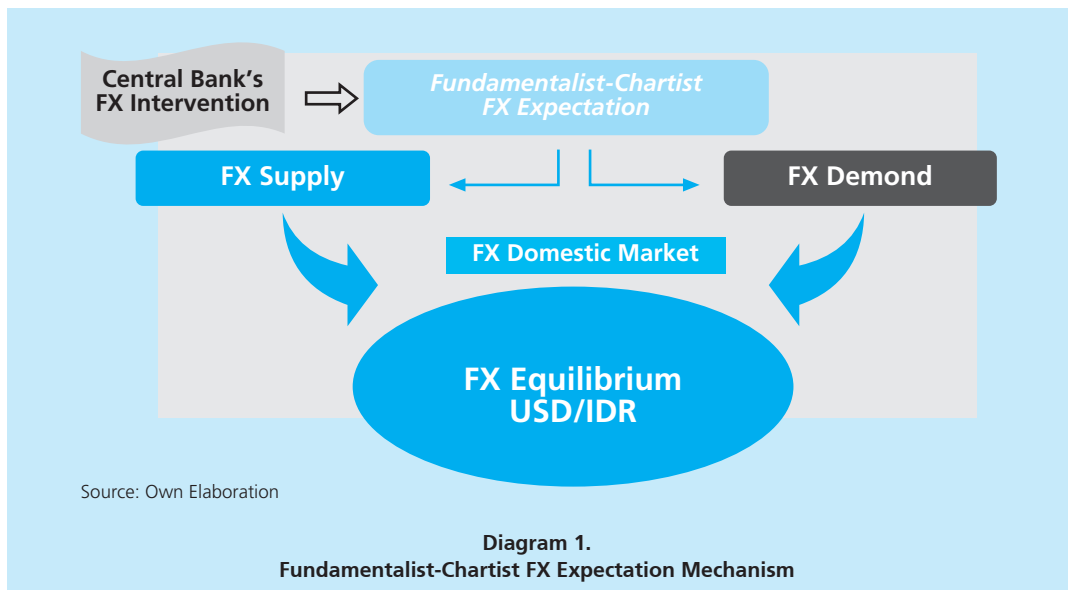 Central Bank's
FX Intervention
Fundamentalist-Chartist
FX Expectation
FX Supply
FX Demond
FX Domestic Market
FX Equilibrium
USD/IDR
Source: Own Elaboration
Diagram 1.
Fundamentalist-Chartist FX Expectation Mechanism